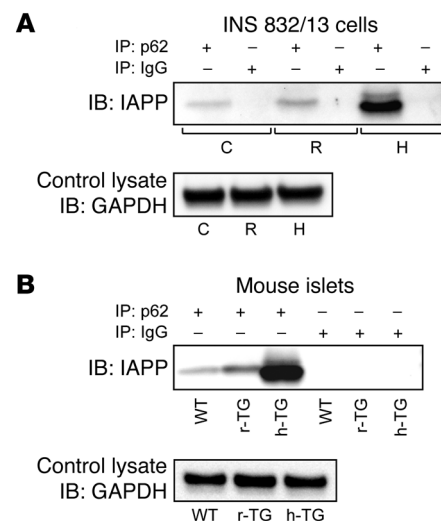 A
INS 832/13 cells
IP: p62 + – + – + –
IP: IgG – + – + – +
IB: IAPP
C R H
Control lysate
IB: GAPDH
C R H
B
Mouse islets
IP: p62 + + + – – –
IP: IgG – – – + + +
IB: IAPP
WT r-TG h-TG WT r-TG h-TG
Control lysate
IB: GAPDH
WT r-TG h-TG